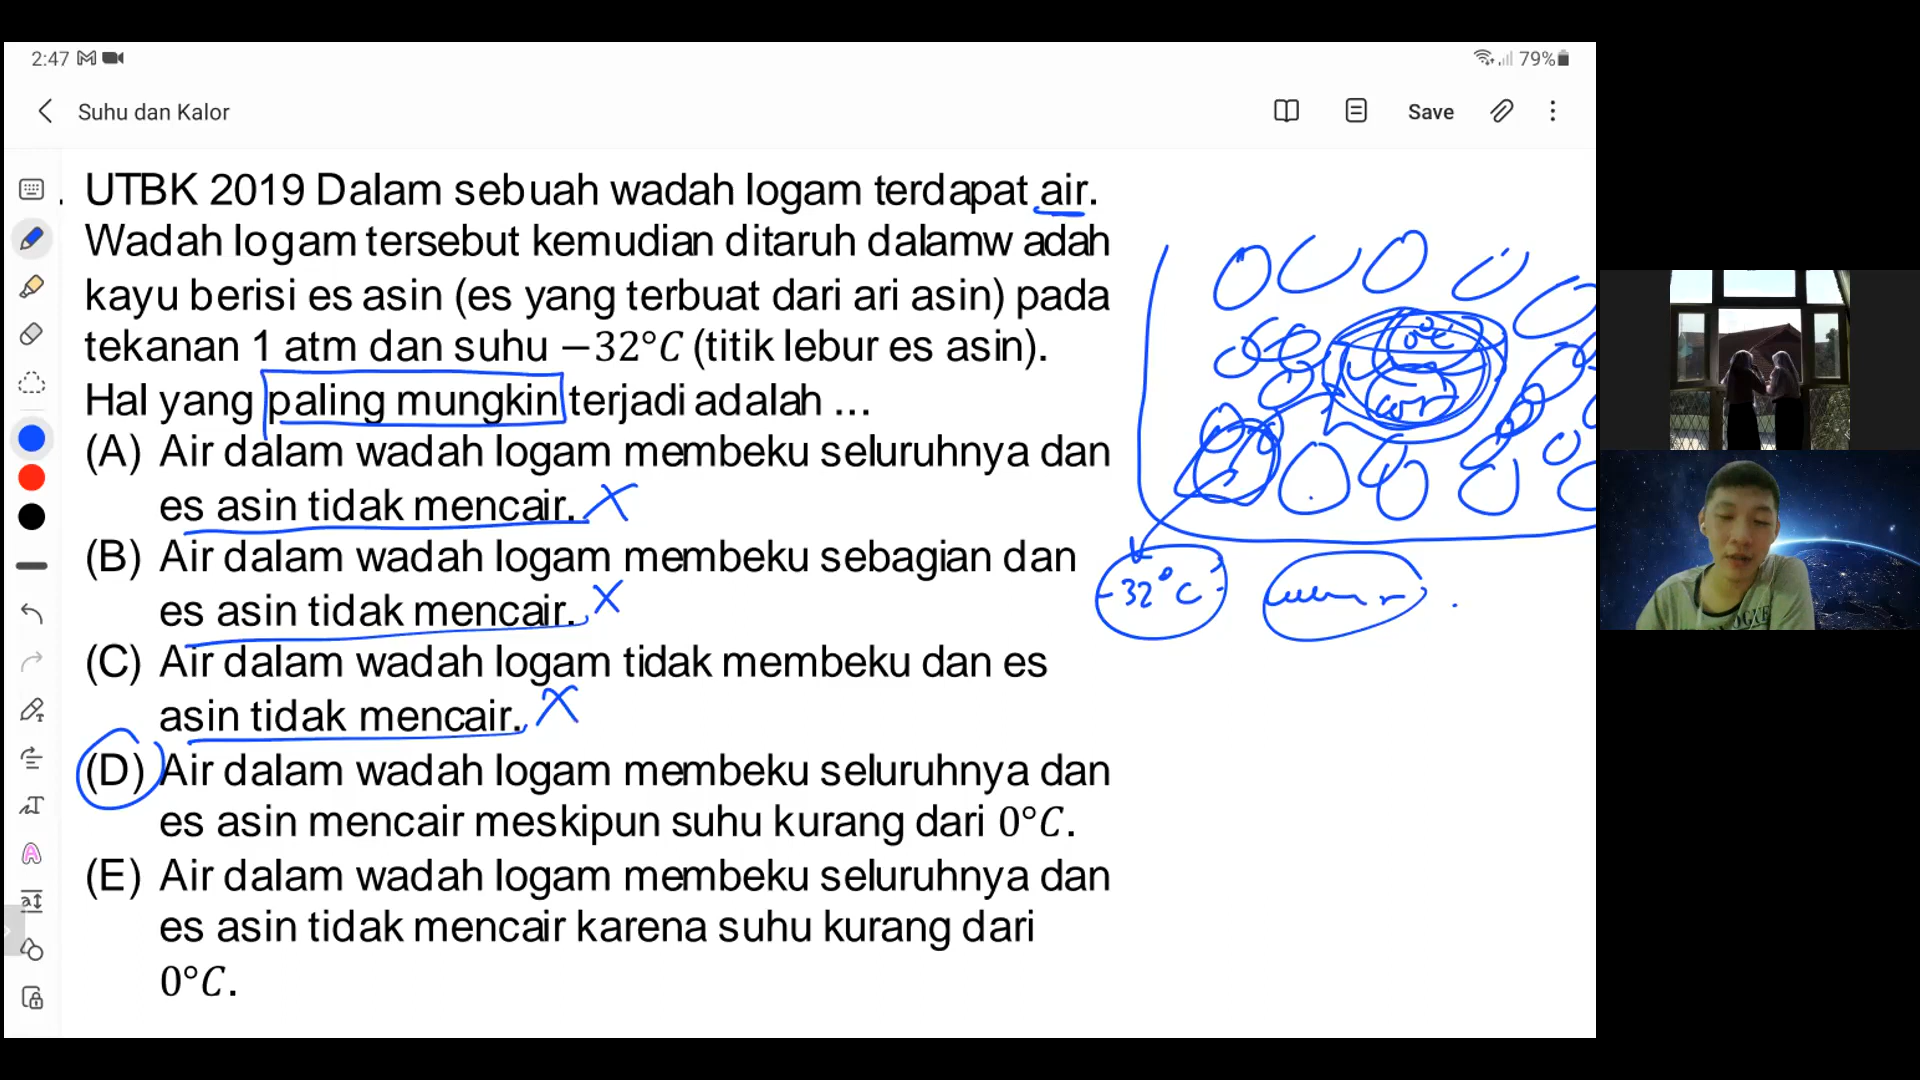 2:47
79%
Suhu dan Kalor
Save
. UTBK 2019 Dalam sebuah wadah logam terdapat air.
Wadah logam tersebut kemudian ditaruh dalamw adah
kayu berisi es asin (es yang terbuat dari ari asin) pada
tekanan 1 atm dan suhu −32°C (titik lebur es asin).
Hal yang paling mungkin terjadi adalah ...
(A) Air dalam wadah logam membeku seluruhnya dan
es asin tidak mencair. X
(B) Air dalam wadah logam membeku sebagian dan
es asin tidak mencair. X
(C) Air dalam wadah logam tidak membeku dan es
asin tidak mencair. X
(D) Air dalam wadah logam membeku seluruhnya dan
es asin mencair meskipun suhu kurang dari 0°C.
(E) Air dalam wadah logam membeku seluruhnya dan
es asin tidak mencair karena suhu kurang dari
0°C.
0°C
-32°C